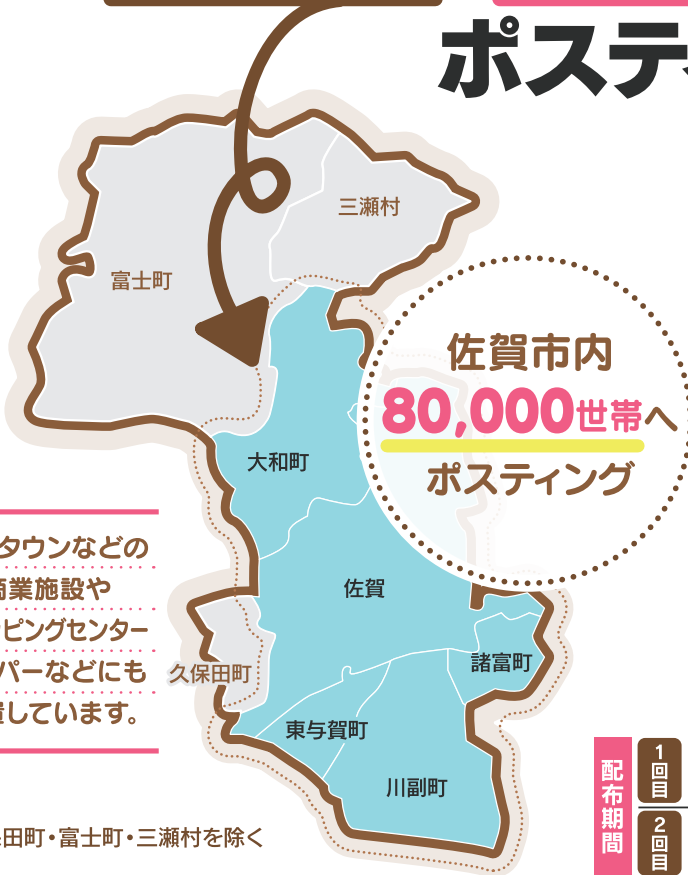 ポステ
三瀬村
富士町
佐賀市内
80,000世帯へ
ポスティング
大和町
タウンなどの
商業施設や
ッピングセンター
パーなどにも
置しています。
佐賀
久保田町
諸富町
東与賀町
川副町
配布期間
1回目
2回目
保田町・富士町・三瀬村を除く